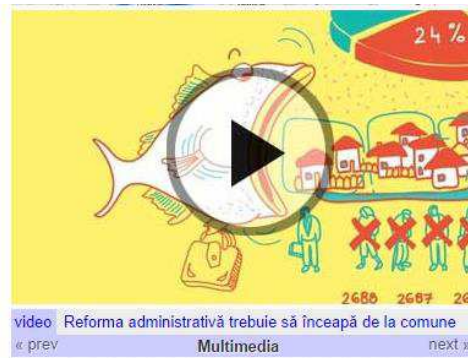 24%
2688 2687
video Reforma administrativă trebuie să înceapă de la comune
« prev Multimedia next »